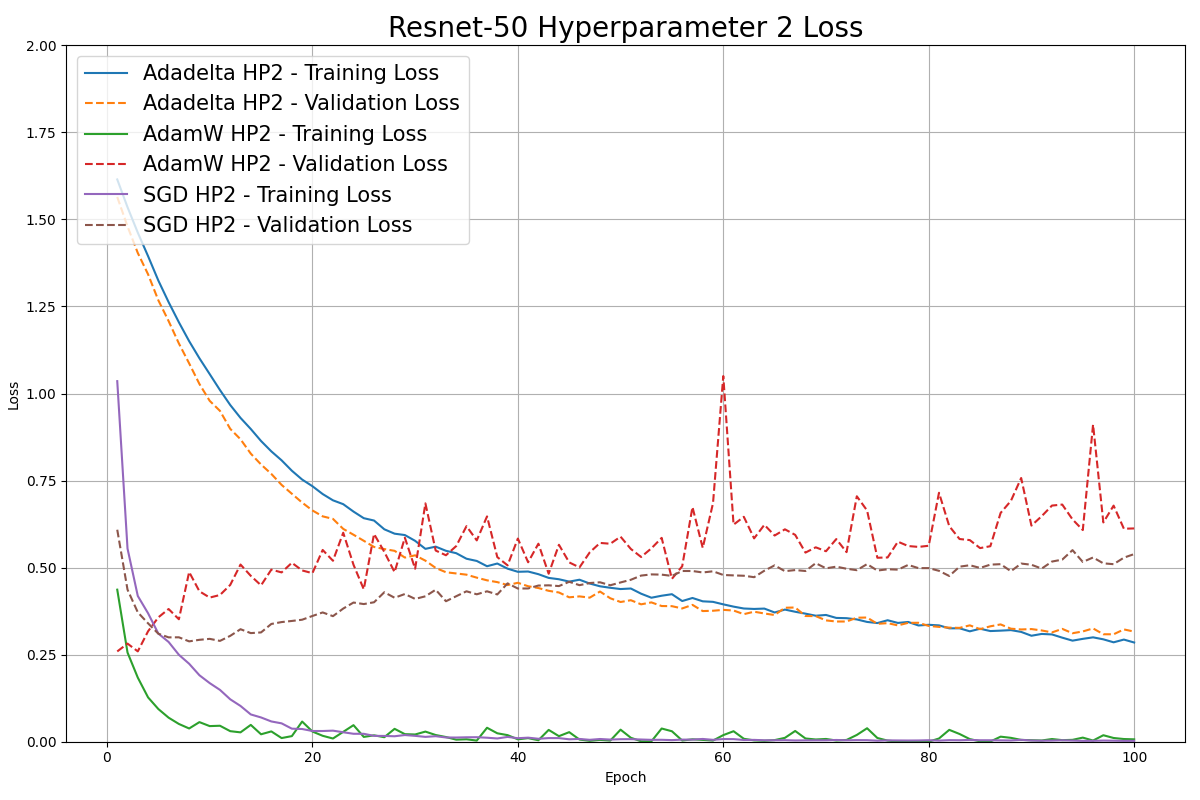 Resnet-50 Hyperparameter 2 Loss
2.00
1.75
1.50
1.25
1.00
0.75
0.50
0.25
0.00
Loss
Adadelta HP2 - Training Loss
Adadelta HP2 - Validation Loss
AdamW HP2 - Training Loss
AdamW HP2 - Validation Loss
SGD HP2 - Training Loss
SGD HP2 - Validation Loss
0 20 40 60 80 100
Epoch